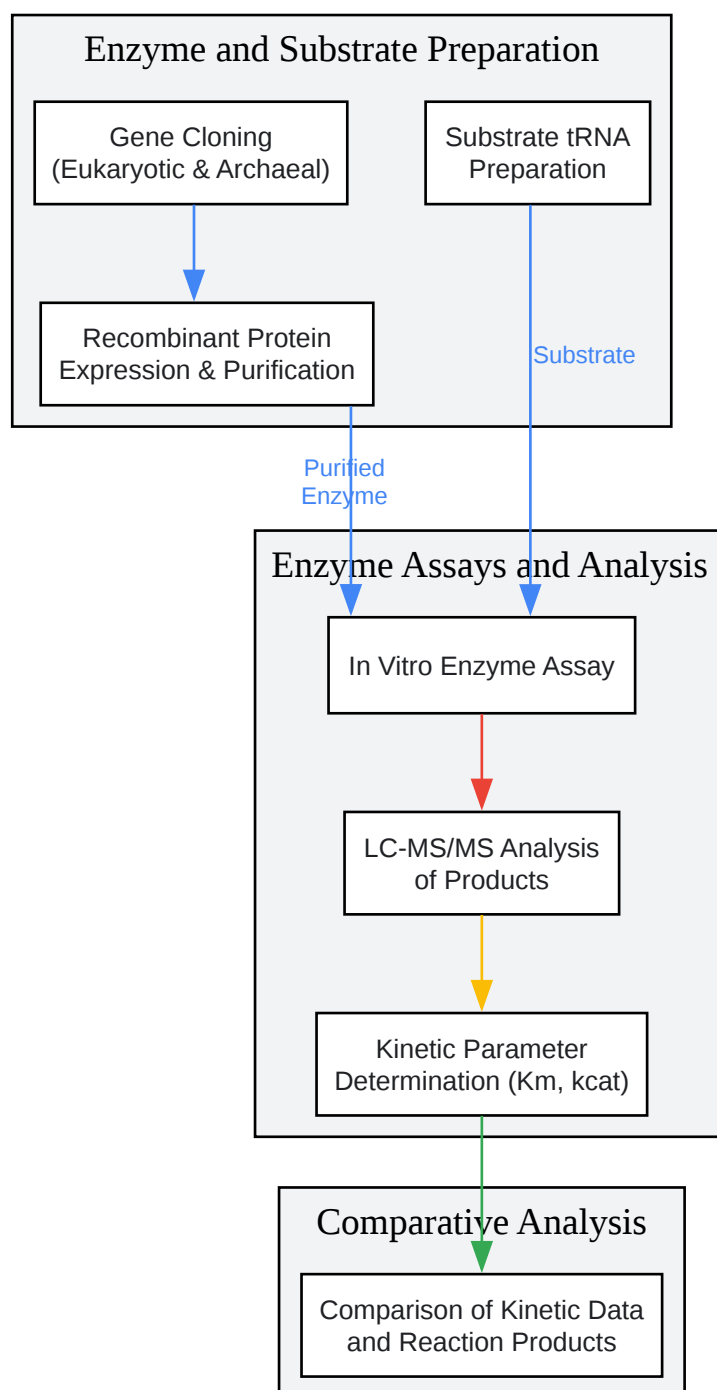 Enzyme and Substrate Preparation
Gene Cloning
(Eukaryotic & Archaeal)
Substrate tRNA
Preparation
Recombinant Protein
Expression & Purification
Substrate
Purified
Enzyme
Enzyme Assays and Analysis
In Vitro Enzyme Assay
LC-MS/MS Analysis
of Products
Kinetic Parameter
Determination (Km, kcat)
Comparative Analysis
Comparison of Kinetic Data
and Reaction Products